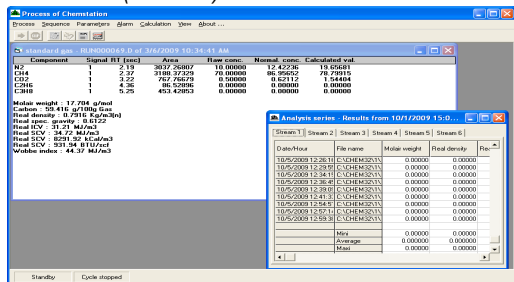 Process of Chemstation
Process Sequence Parameters Alarm Calculation View About ...
standard gas - RUN000069.D of 3/6/2009 10:34:41 AM
Component Signal RT [sec] Area Raw conc. Normal. conc. Calculated val.
N2 1 2.19 3037.26807 10.00000 12.42236 19.65681
CH4 1 2.37 3188.37329 70.00000 86.95652 78.79915
CO2 1 3.22 767.76679 0.50000 0.62112 1.54404
C2H6 1 4.36 86.52896 0.0000 0.0000 0.0000
C3H8 1 5.25 453.42853 0.0000 0.0000 0.0000
Molair weight : 17.704 g/mol
Carbon : 59.416 g/100g Gas
Real density : 0.7916 Kg/m3(n)
Real spec. gravity : 0.6122
Real ICV : 31.21 MJ/m3
Real SCV : 34.72 MJ/m3
Real SCV : 8291.92 kCal/m3
Real SCV : 931.94 BTU/scf
Wobbe index : 44.37 MJ/m3
Analysis series - Results from 10/1/2009 15:0...
Stream 1 Stream 2 Stream 3 Stream 4 Stream 5 Stream 6
Date/Hour File name Molair weight Real density
10/5/2009 12:26:1 C:\CHEM32\1\ 0.00000 0.00000
10/5/2009 12:29:5 C:\CHEM32\1\ 0.00000 0.00000
10/5/2009 12:34:1 C:\CHEM32\1\ 0.00000 0.00000
10/5/2009 12:36:4 C:\CHEM32\1\ 0.00000 0.00000
10/5/2009 12:39:0 C:\CHEM32\1\ 0.00000 0.00000
10/5/2009 12:41:3 C:\CHEM32\1\ 0.00000 0.00000
10/5/2009 12:54:5 C:\CHEM32\1\ 0.00000 0.00000
10/5/2009 12:57:1 C:\CHEM32\1\ 0.00000 0.00000
10/5/2009 12:59:3 C:\CHEM32\1\ 0.00000 0.00000
Mini 0.00000 0.00000
Average 0.000000 0.000000
Maxi 0.00000 0.00000
Standby Cycle stopped